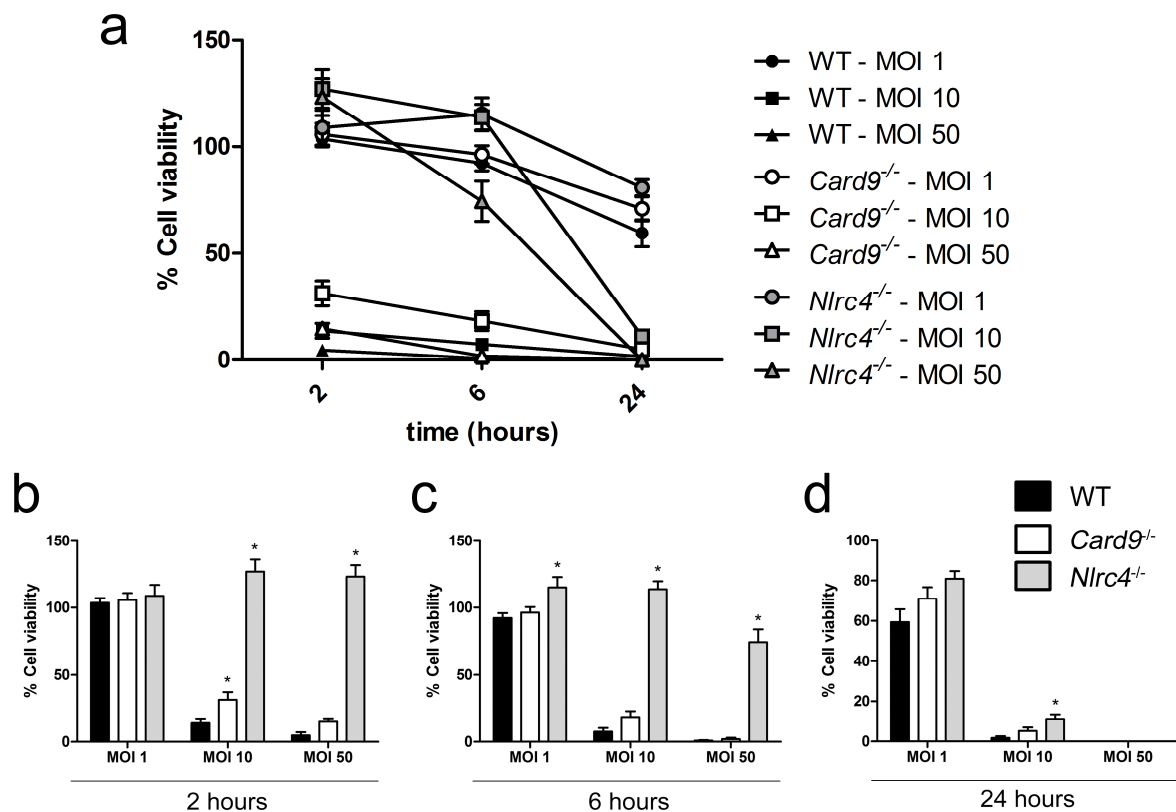 a
150
100
50
0
% Cell viability
2 6 24
time (hours)
WT - MOI 1
WT - MOI 10
WT - MOI 50
Card9-/- - MOI 1
Card9-/- - MOI 10
Card9-/- - MOI 50
Nlrc4-/- - MOI 1
Nlrc4-/- - MOI 10
Nlrc4-/- - MOI 50
b
150
100
50
0
% Cell viability
* * *
MOI 1 MOI 10 MOI 50
2 hours
c
150
100
50
0
% Cell viability
* * *
MOI 1 MOI 10 MOI 50
6 hours
d
100
80
60
40
20
0
% Cell viability
*
MOI 1 MOI 10 MOI 50
24 hours
WT
Card9-/-
Nlrc4-/-